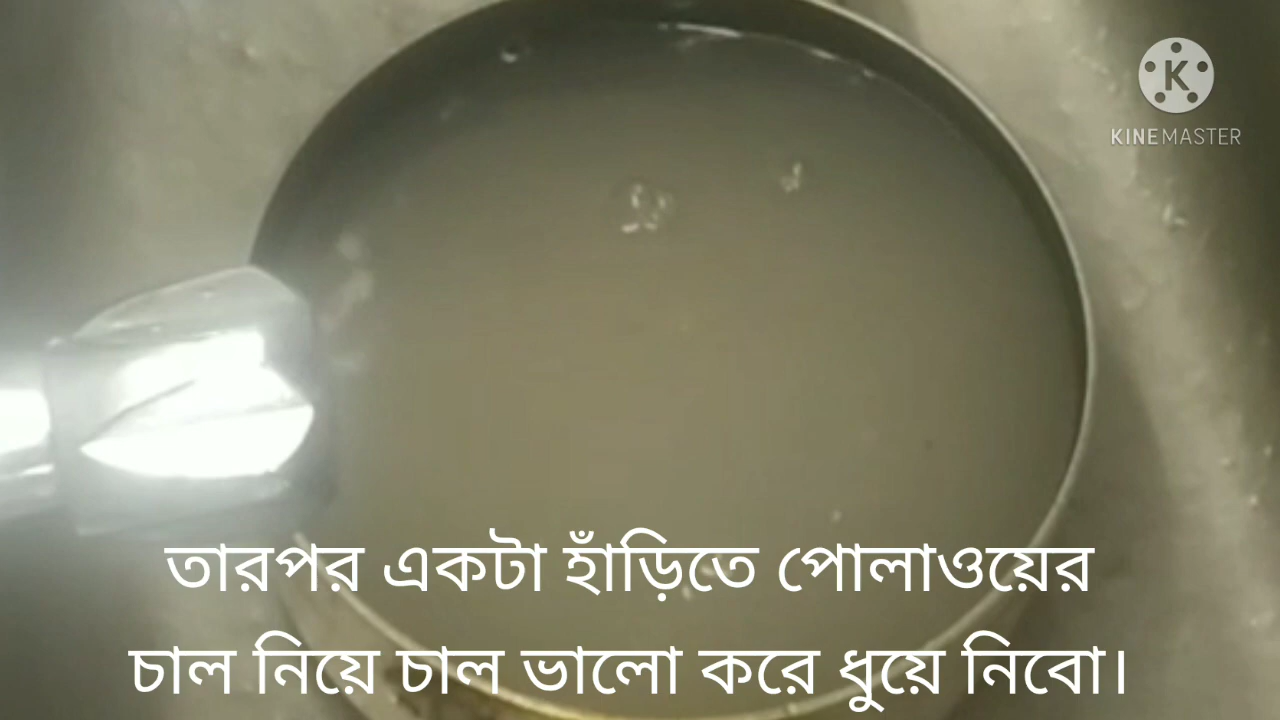 K
KINEMASTER
তারপর একটা হাঁড়িতে পোলাওয়ের
চাল নিয়ে চাল ভালো করে ধুয়ে নিবো।